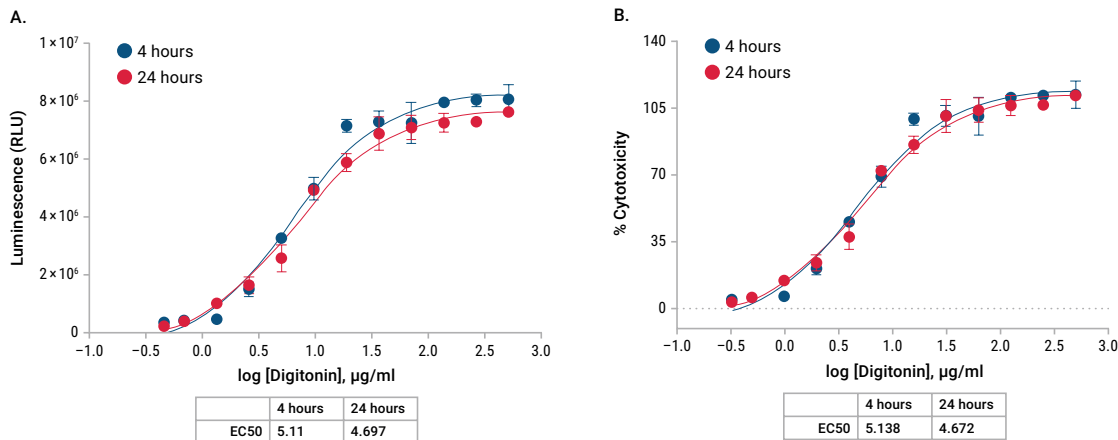 A.
1 × 10⁷
8 × 10⁶
6 × 10⁶
4 × 10⁶
2 × 10⁶
0
Luminescence (RLU)
4 hours
24 hours
−1.0 −0.5 0.0 0.5 1.0 1.5 2.0 2.5 3.0
log [Digitonin], µg/ml
4 hours 24 hours
EC50 5.11 4.697
B.
140
105
70
35
0
% Cytotoxicity
4 hours
24 hours
−1.0 −0.5 0.0 0.5 1.0 1.5 2.0 2.5 3.0
log [Digitonin], µg/ml
4 hours 24 hours
EC50 5.138 4.672